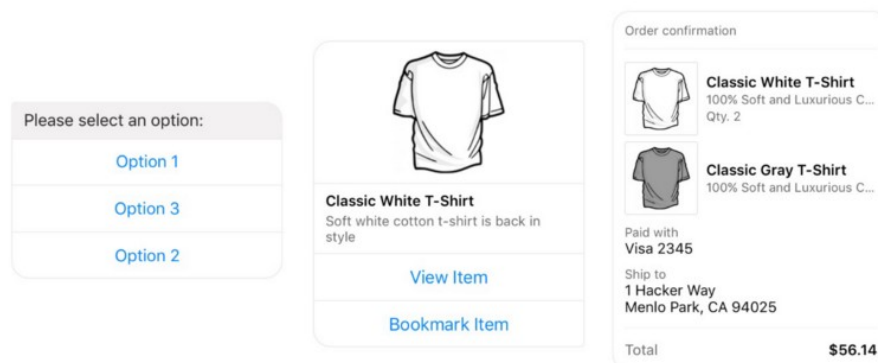 Please select an option:
Option 1
Option 3
Option 2
Classic White T-Shirt
Soft white cotton t-shirt is back in
style
View Item
Bookmark Item
Order confirmation
Classic White T-Shirt
100% Soft and Luxurious C...
Qty. 2
Classic Gray T-Shirt
100% Soft and Luxurious C...
Paid with
Visa 2345
Ship to
1 Hacker Way
Menlo Park, CA 94025
Total $56.14